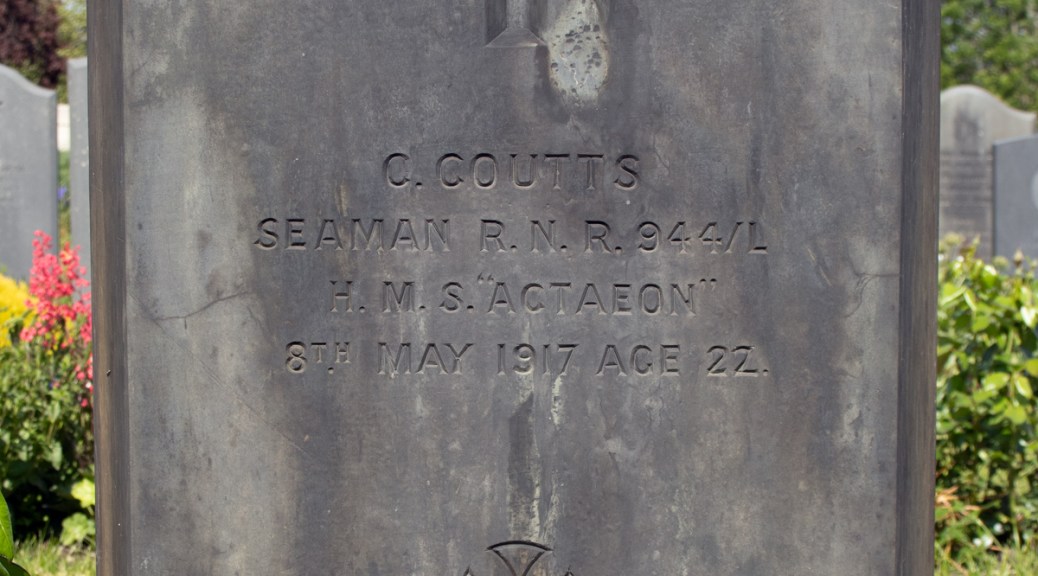 C. COUTTS
SEAMAN R.N.R. 944/L
H.M.S. "ACTAEON"
8TH MAY 1917 AGE 22.